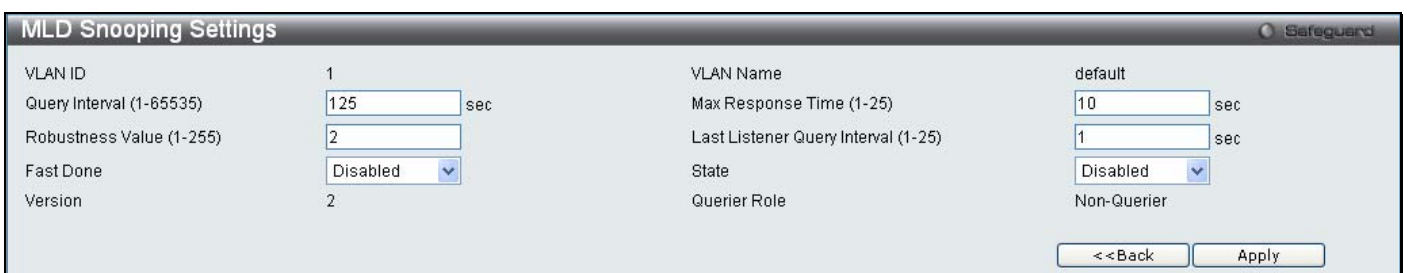 MLD Snooping Settings
Safeguard
VLAN ID 1 VLAN Name default
Query Interval (1-65535) 125 sec Max Response Time (1-25) 10 sec
Robustness Value (1-255) 2 Last Listener Query Interval (1-25) 1 sec
Fast Done Disabled State Disabled
Version 2 Querier Role Non-Querier
<<Back Apply